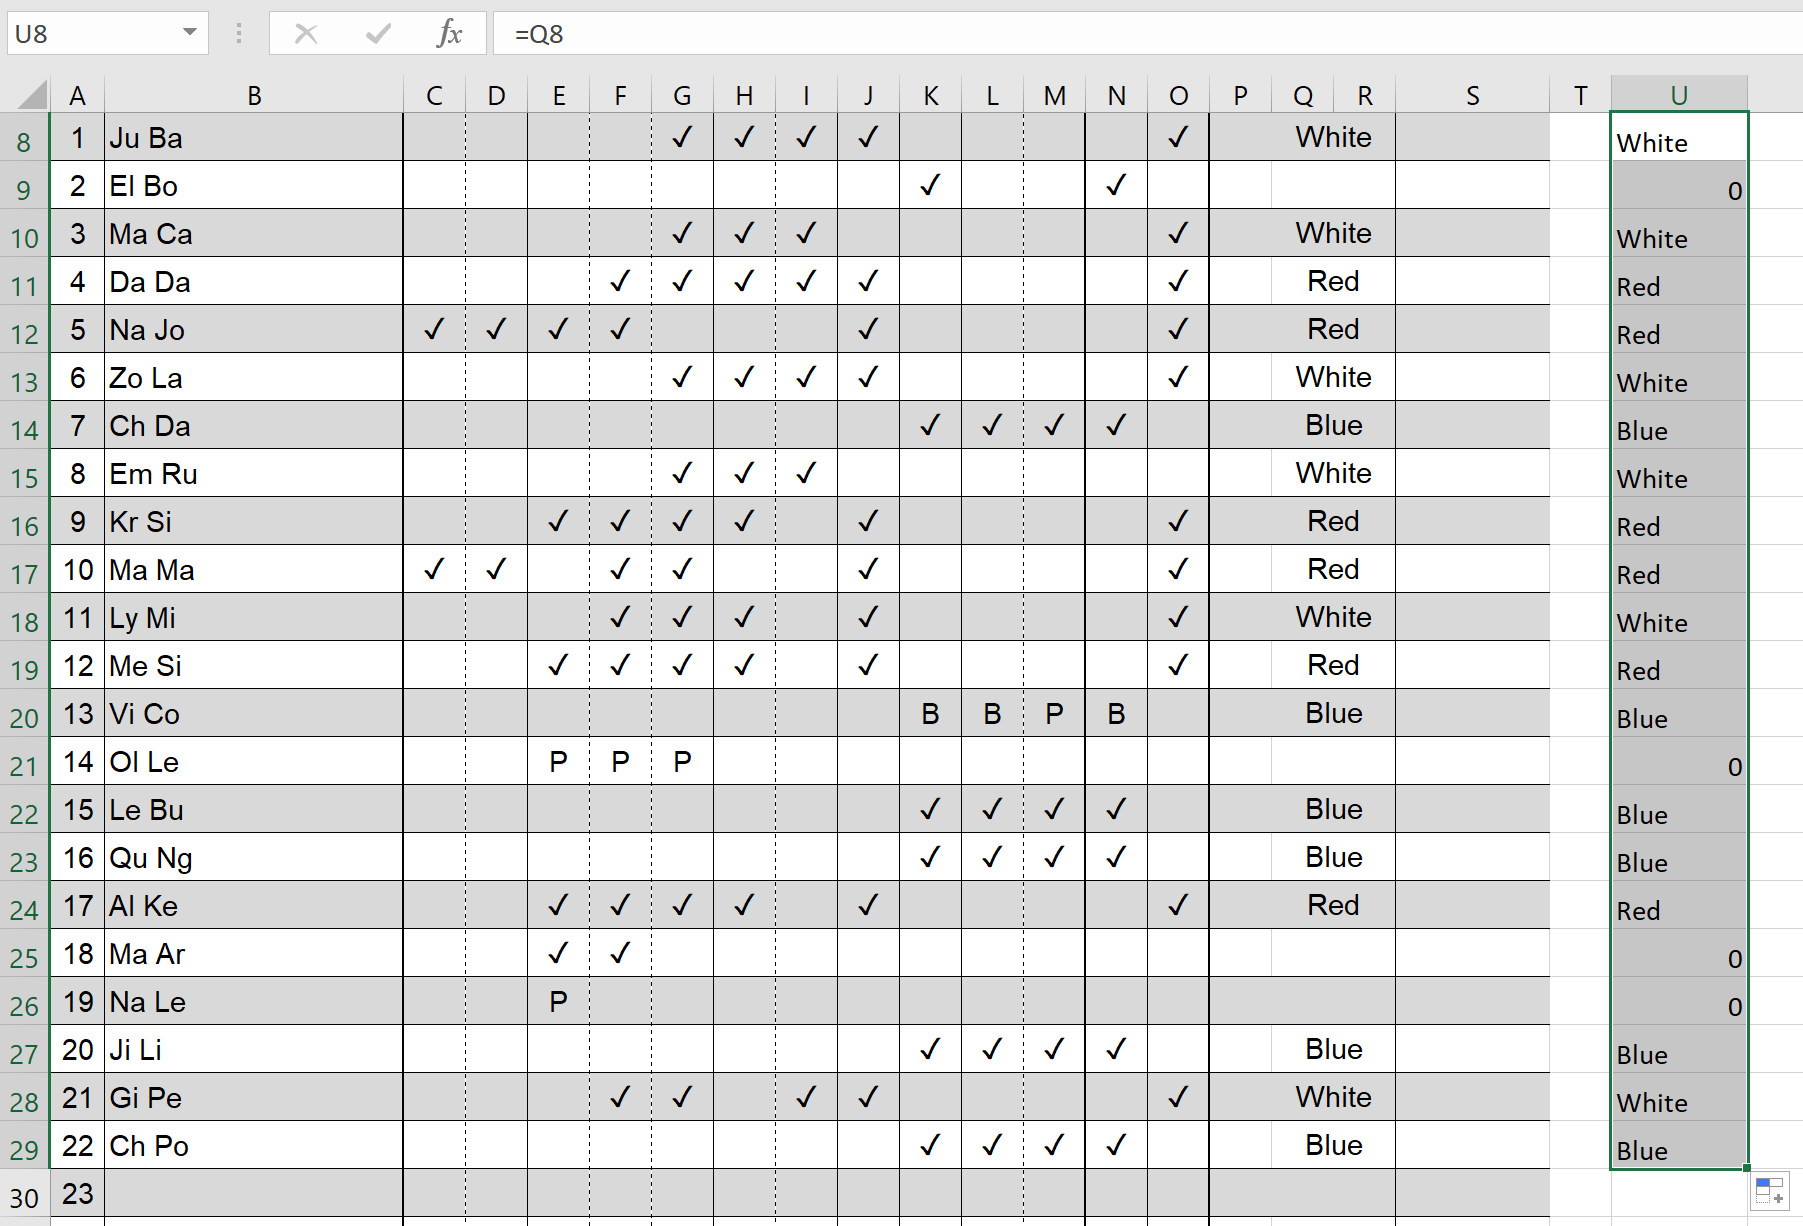 U8 fx =Q8
A B C D E F G H I J K L M N O P Q R S T U
8 1 Ju Ba ✓ ✓ ✓ ✓ ✓ White White
9 2 El Bo ✓ ✓ 0
10 3 Ma Ca ✓ ✓ ✓ ✓ White White
11 4 Da Da ✓ ✓ ✓ ✓ ✓ ✓ Red Red
12 5 Na Jo ✓ ✓ ✓ ✓ ✓ ✓ Red Red
13 6 Zo La ✓ ✓ ✓ ✓ ✓ White White
14 7 Ch Da ✓ ✓ ✓ ✓ Blue Blue
15 8 Em Ru ✓ ✓ ✓ White White
16 9 Kr Si ✓ ✓ ✓ ✓ ✓ ✓ Red Red
17 10 Ma Ma ✓ ✓ ✓ ✓ ✓ ✓ Red Red
18 11 Ly Mi ✓ ✓ ✓ ✓ ✓ White White
19 12 Me Si ✓ ✓ ✓ ✓ ✓ ✓ Red Red
20 13 Vi Co B B P B Blue Blue
21 14 Ol Le P P P 0
22 15 Le Bu ✓ ✓ ✓ ✓ Blue Blue
23 16 Qu Ng ✓ ✓ ✓ ✓ Blue Blue
24 17 Al Ke ✓ ✓ ✓ ✓ ✓ ✓ Red Red
25 18 Ma Ar ✓ ✓ 0
26 19 Na Le P 0
27 20 Ji Li ✓ ✓ ✓ ✓ Blue Blue
28 21 Gi Pe ✓ ✓ ✓ ✓ ✓ White White
29 22 Ch Po ✓ ✓ ✓ ✓ Blue Blue
30 23